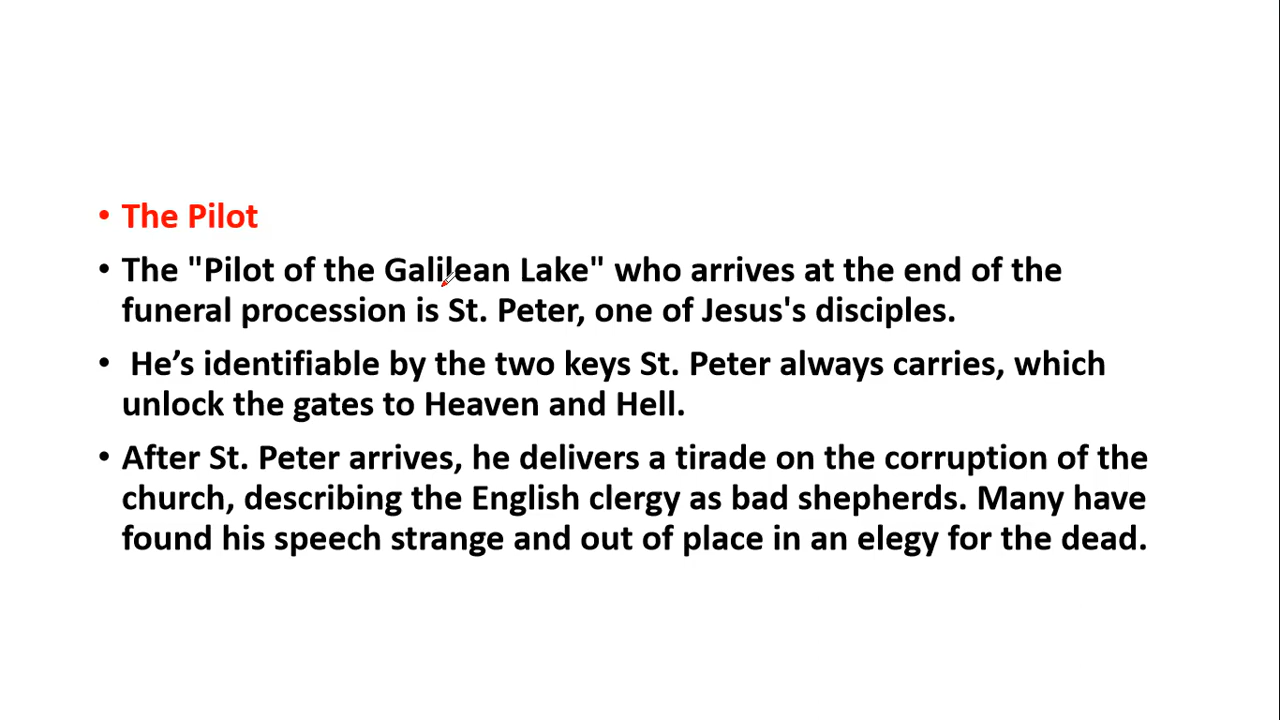 • The Pilot
• The "Pilot of the Galilean Lake" who arrives at the end of the
funeral procession is St. Peter, one of Jesus's disciples.
• He’s identifiable by the two keys St. Peter always carries, which
unlock the gates to Heaven and Hell.
• After St. Peter arrives, he delivers a tirade on the corruption of the
church, describing the English clergy as bad shepherds. Many have
found his speech strange and out of place in an elegy for the dead.